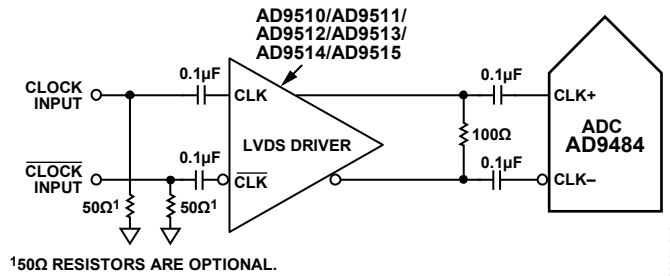 AD9510/AD9511/
AD9512/AD9513/
AD9514/AD9515
0.1µF
0.1µF
CLOCK
INPUT
CLK
CLK+
ADC
AD9484
100Ω
LVDS DRIVER
0.1µF
0.1µF
CLOCK
INPUT
CLK
CLK–
50Ω¹
50Ω¹
¹50Ω RESISTORS ARE OPTIONAL.